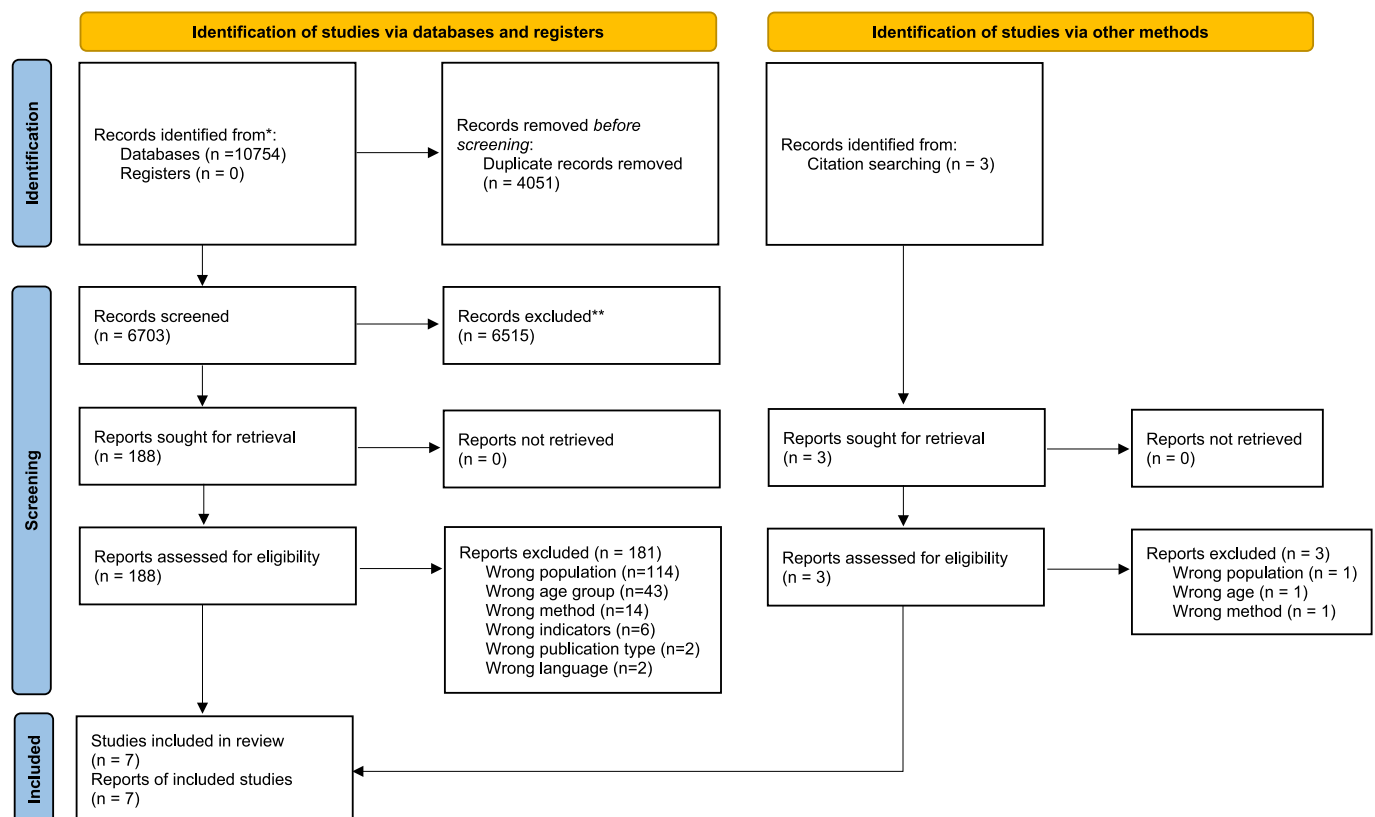 Identification of studies via databases and registers
Identification of studies via other methods
Identification
Records identified from*:
Databases (n =10754)
Registers (n = 0)
Records removed before
screening:
Duplicate records removed
(n = 4051)
Records identified from:
Citation searching (n = 3)
Screening
Records screened
(n = 6703)
Records excluded**
(n = 6515)
Reports sought for retrieval
(n = 188)
Reports not retrieved
(n = 0)
Reports sought for retrieval
(n = 3)
Reports not retrieved
(n = 0)
Reports assessed for eligibility
(n = 188)
Reports excluded (n = 181)
Wrong population (n=114)
Wrong age group (n=43)
Wrong method (n=14)
Wrong indicators (n=6)
Wrong publication type (n=2)
Wrong language (n=2)
Reports assessed for eligibility
(n = 3)
Reports excluded (n = 3)
Wrong population (n = 1)
Wrong age (n = 1)
Wrong method (n = 1)
Included
Studies included in review
(n = 7)
Reports of included studies
(n = 7)